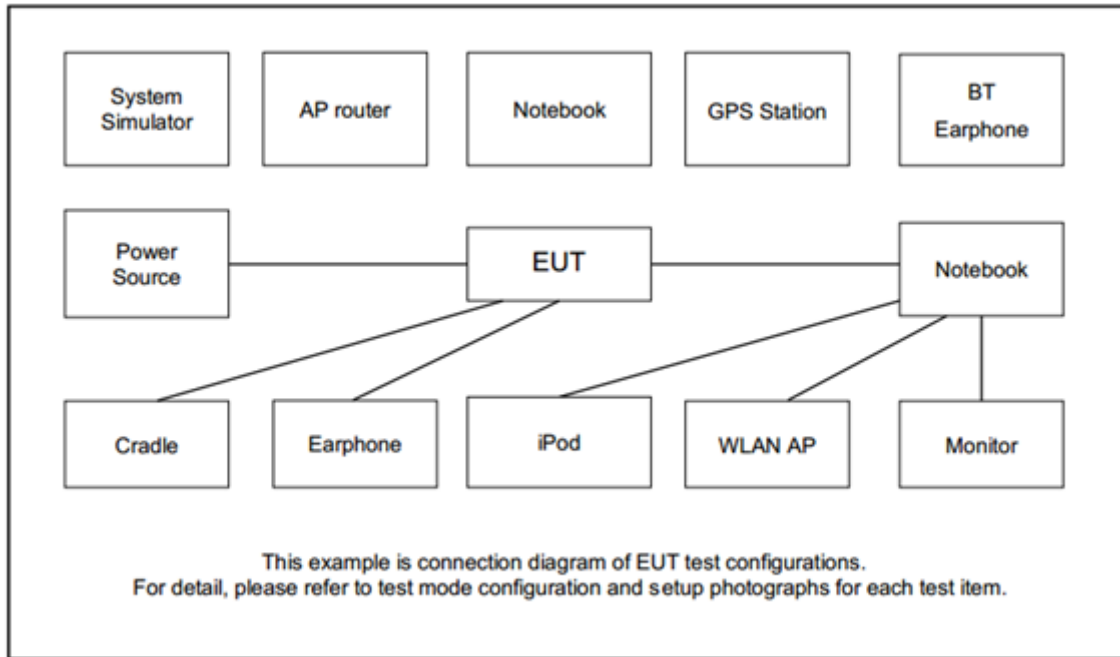 System
Simulator
AP router
Notebook
GPS Station
BT
Earphone
Power
Source
EUT
Notebook
Cradle
Earphone
iPod
WLAN AP
Monitor
This example is connection diagram of EUT test configurations.
For detail, please refer to test mode configuration and setup photographs for each test item.